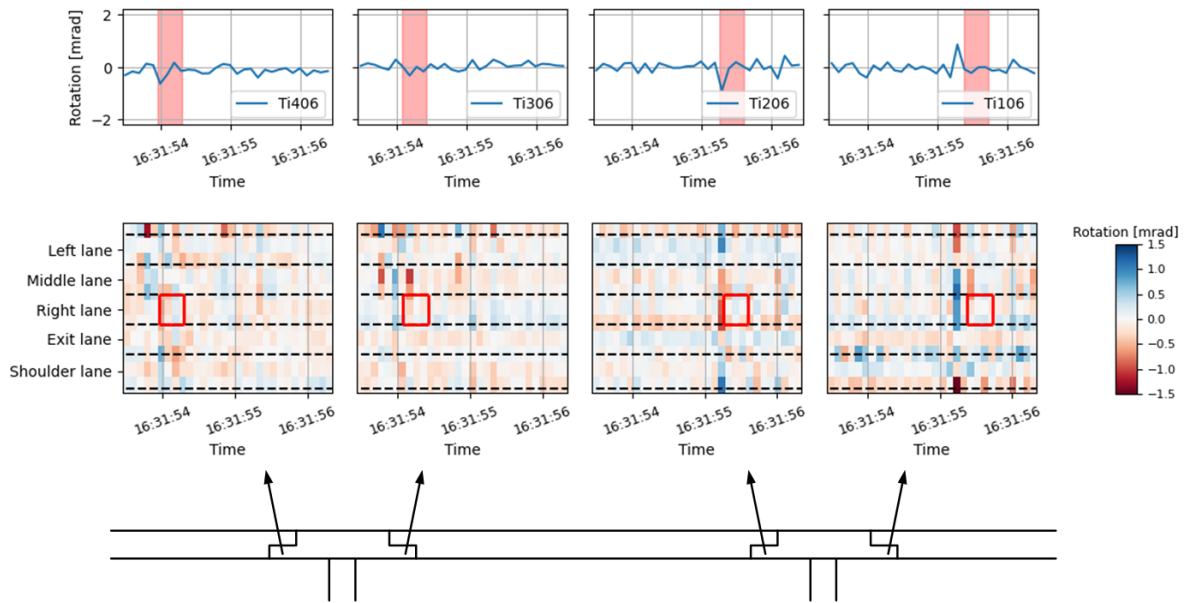 Rotation [mrad]
2
0
−2
Ti406
Ti306
Ti206
Ti106
16:31:54 16:31:55 16:31:56
16:31:54 16:31:55 16:31:56
16:31:54 16:31:55 16:31:56
16:31:54 16:31:55 16:31:56
Time Time Time Time
Left lane
Middle lane
Right lane
Exit lane
Shoulder lane
Rotation [mrad]
1.5
1.0
0.5
0.0
−0.5
−1.0
−1.5
16:31:54 16:31:55 16:31:56
16:31:54 16:31:55 16:31:56
16:31:54 16:31:55 16:31:56
16:31:54 16:31:55 16:31:56
Time Time Time Time